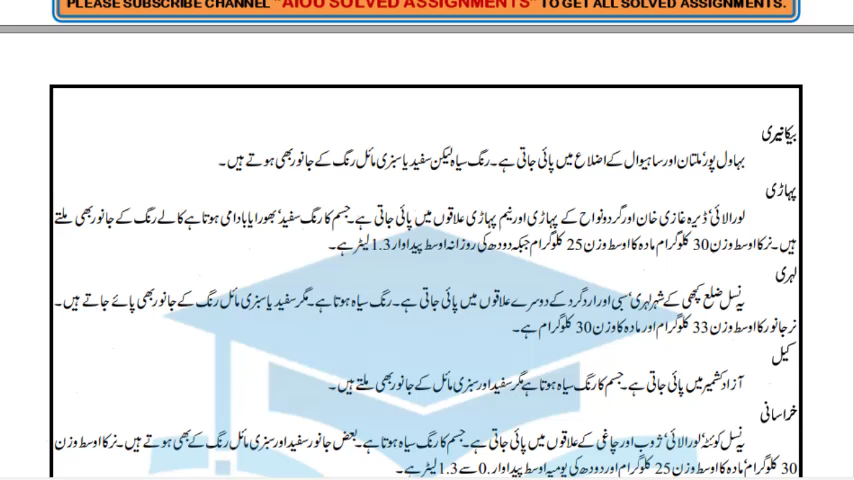 PLEASE SUBSCRIBE CHANNEL "AIOU SOLVED ASSIGNMENTS" TO GET ALL SOLVED ASSIGNMENTS.
بیکانیری
بہاول پور‘ملتان اور ساہیوال کے اضلاع میں پائی جاتی ہے۔ رنگ سیاہ لیکن سفید یا سبزی مائل رنگ کے جانور بھی ہوتے ہیں۔
پہاڑی
لورالائی‘ ڈیرہ غازی خان اور گردونواح کے پہاڑی اور نیم پہاڑی علاقوں میں پائی جاتی ہے۔ جسم کا رنگ سفید‘ بھورا یا بادامی ہوتا ہے کالے رنگ کے جانور بھی ملتے
ہیں۔ نر کا اوسط وزن 30 کلوگرام مادہ کا اوسط وزن 25 کلوگرام جبکہ دودھ کی روزانہ اوسط پیداوار 1.3 لیٹر ہے۔
لہری
یہ نسل ضلع کچھی کے شہر لہری‘ سبی اور اردگرد کے دوسرے علاقوں میں پائی جاتی ہے۔ رنگ سیاہ ہوتا ہے۔ مگر سفید یا سبزی مائل رنگ کے جانور بھی پائے جاتے ہیں۔
نر جانور کا اوسط وزن 33 کلوگرام اور مادہ کا وزن 30 کلوگرام ہے۔
کیل
آزاد کشمیر میں پائی جاتی ہے۔ جسم کا رنگ سیاہ ہوتا ہے مگر سفید اور سبزی مائل کے جانور بھی ملتے ہیں۔
خراسانی
یہ نسل کوئٹہ‘ لورالائی‘ ژوب اور چاغی کے علاقوں میں پائی جاتی ہے۔ جسم کا رنگ سیاہ ہوتا ہے۔ بعض جانور سفید اور سبزی مائل رنگ کے بھی ہوتے ہیں۔ نر کا اوسط وزن
30 کلوگرام‘ مادہ کا اوسط وزن 25 کلوگرام اور دودھ کی یومیہ اوسط پیداوار 0. سے 1.3 لیٹر ہے۔